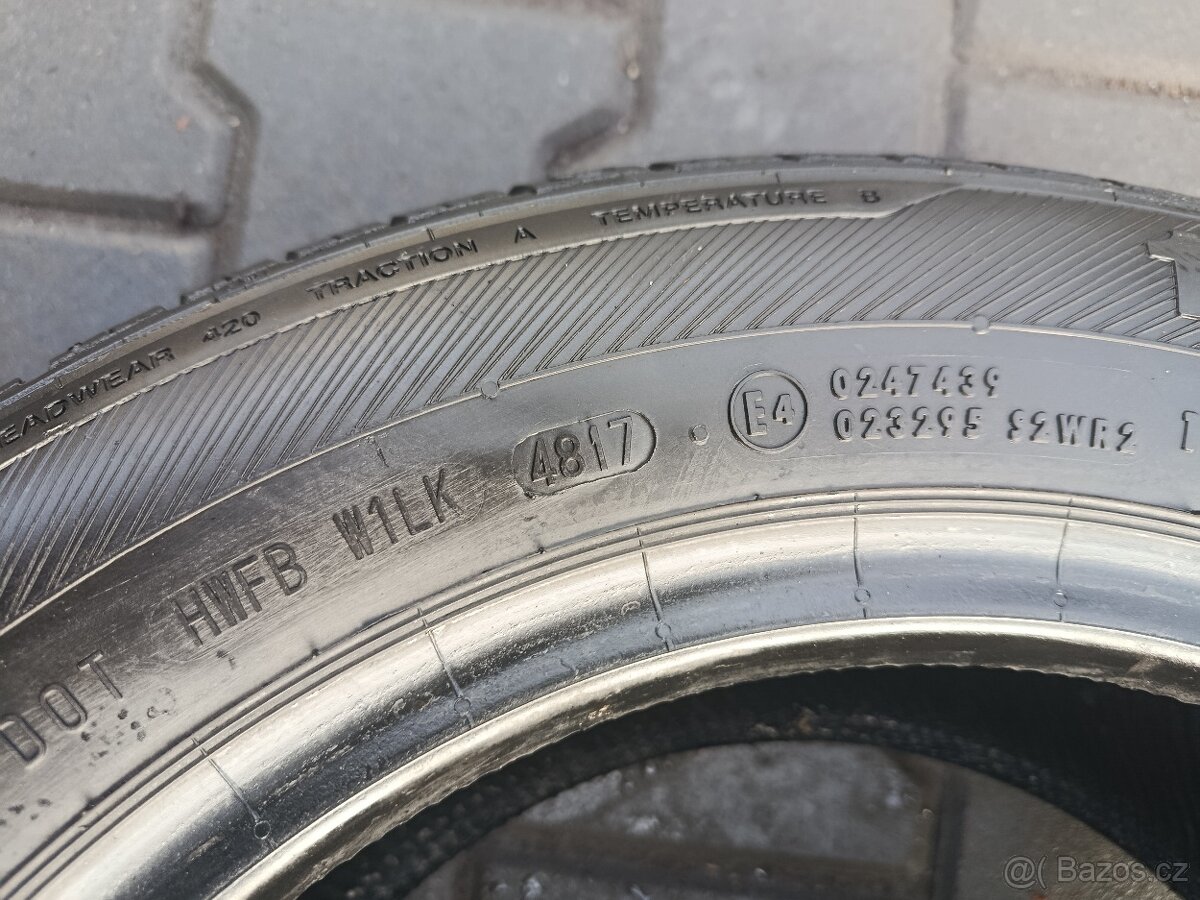 EADWEAR 420 TRACTION A TEMPERATURE B
DOT HWFB W1LK 4817
E4
0247439
023295 S2WR2
Bazos.cz